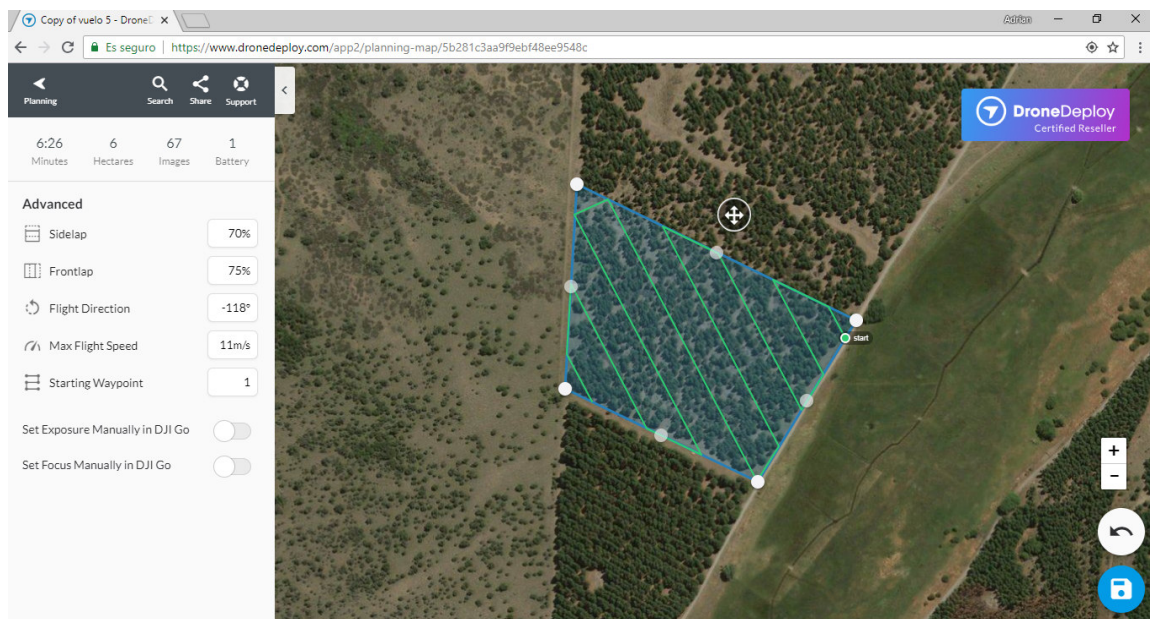 Copy of vuelo 5 - Drone
Adrian
Es seguro https://www.dronedeploy.com/app2/planning-map/5b281c3aa9f9ebf48ee9548c
Planning Search Share Support
DroneDeploy
Certified Reseller
6:26 6 67 1
Minutes Hectares Images Battery
Advanced
Sidelap 70%
Frontlap 75%
Flight Direction -118°
Max Flight Speed 11m/s
start
Starting Waypoint 1
Set Exposure Manually in DJI Go
Set Focus Manually in DJI Go